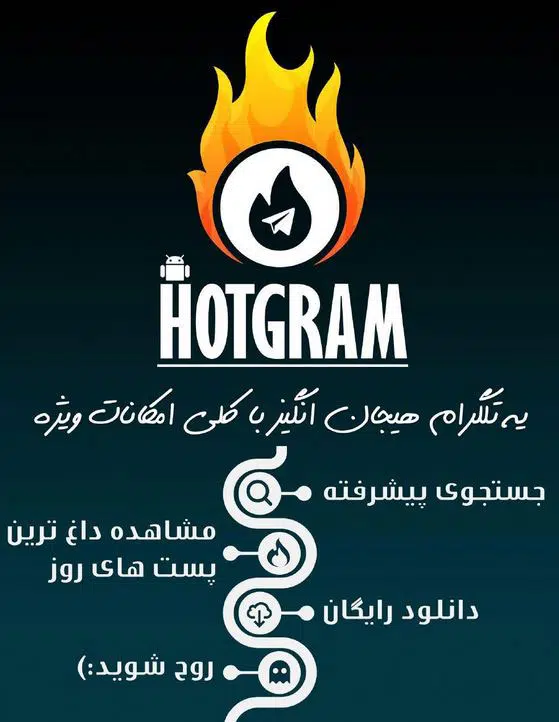 HOTGRAM
یه تلگرام هیجان انگیز با کلی امکانات ویژه
جستجوی پیشرفته
مشاهده داغ ترین
پست های روز
دانلود رایگان
روح شوید:)